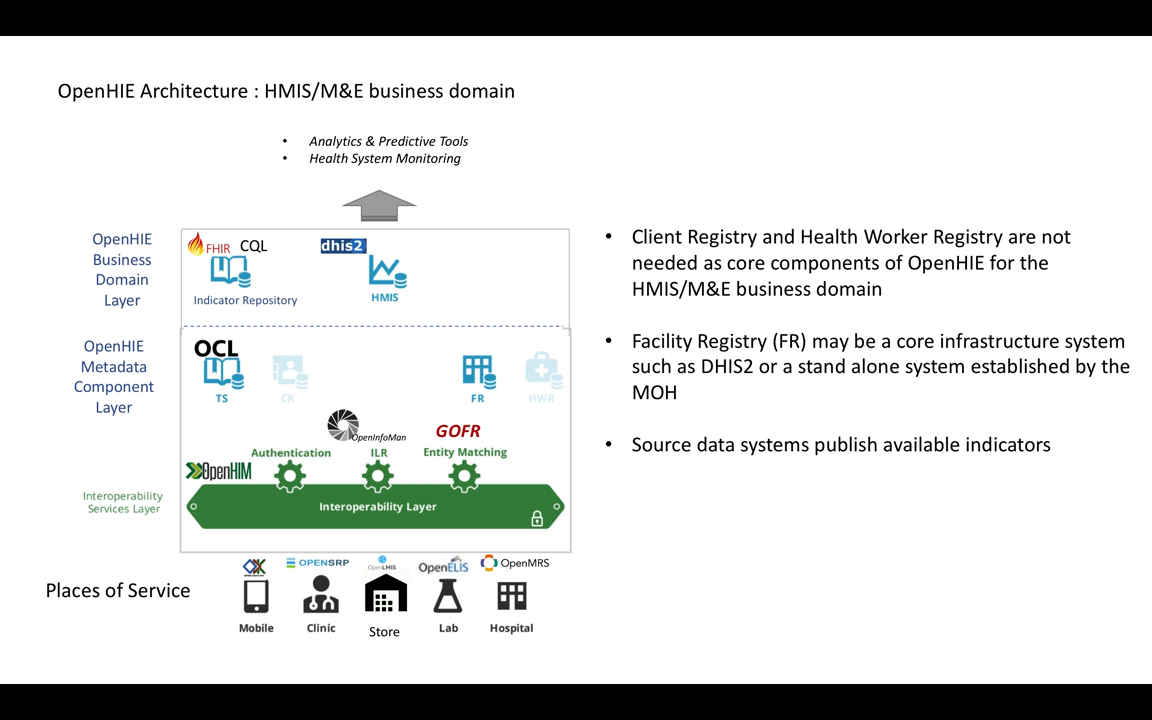 OpenHIE Architecture : HMIS/M&E business domain
• Analytics & Predictive Tools
• Health System Monitoring
OpenHIE
Business
Domain
Layer
FHIR CQL
dhis2
Indicator Repository
HMIS
OpenHIE
Metadata
Component
Layer
OCL
TS
CR
FR
HWR
OpenInfoMan
GOFR
Authentication
ILR
Entity Matching
OpenHIM
Interoperability
Services Layer
Interoperability Layer
Places of Service
OPENSRP
OpenLMIS
OpenELIS
OpenMRS
Mobile
Clinic
Store
Lab
Hospital
• Client Registry and Health Worker Registry are not
needed as core components of OpenHIE for the
HMIS/M&E business domain
• Facility Registry (FR) may be a core infrastructure system
such as DHIS2 or a stand alone system established by the
MOH
• Source data systems publish available indicators